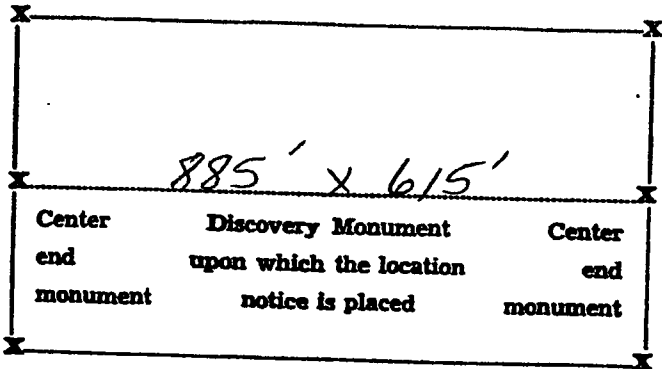 X X
885' x 615'
X X
Center Discovery Monument Center
end upon which the location end
monument notice is placed monument
X X